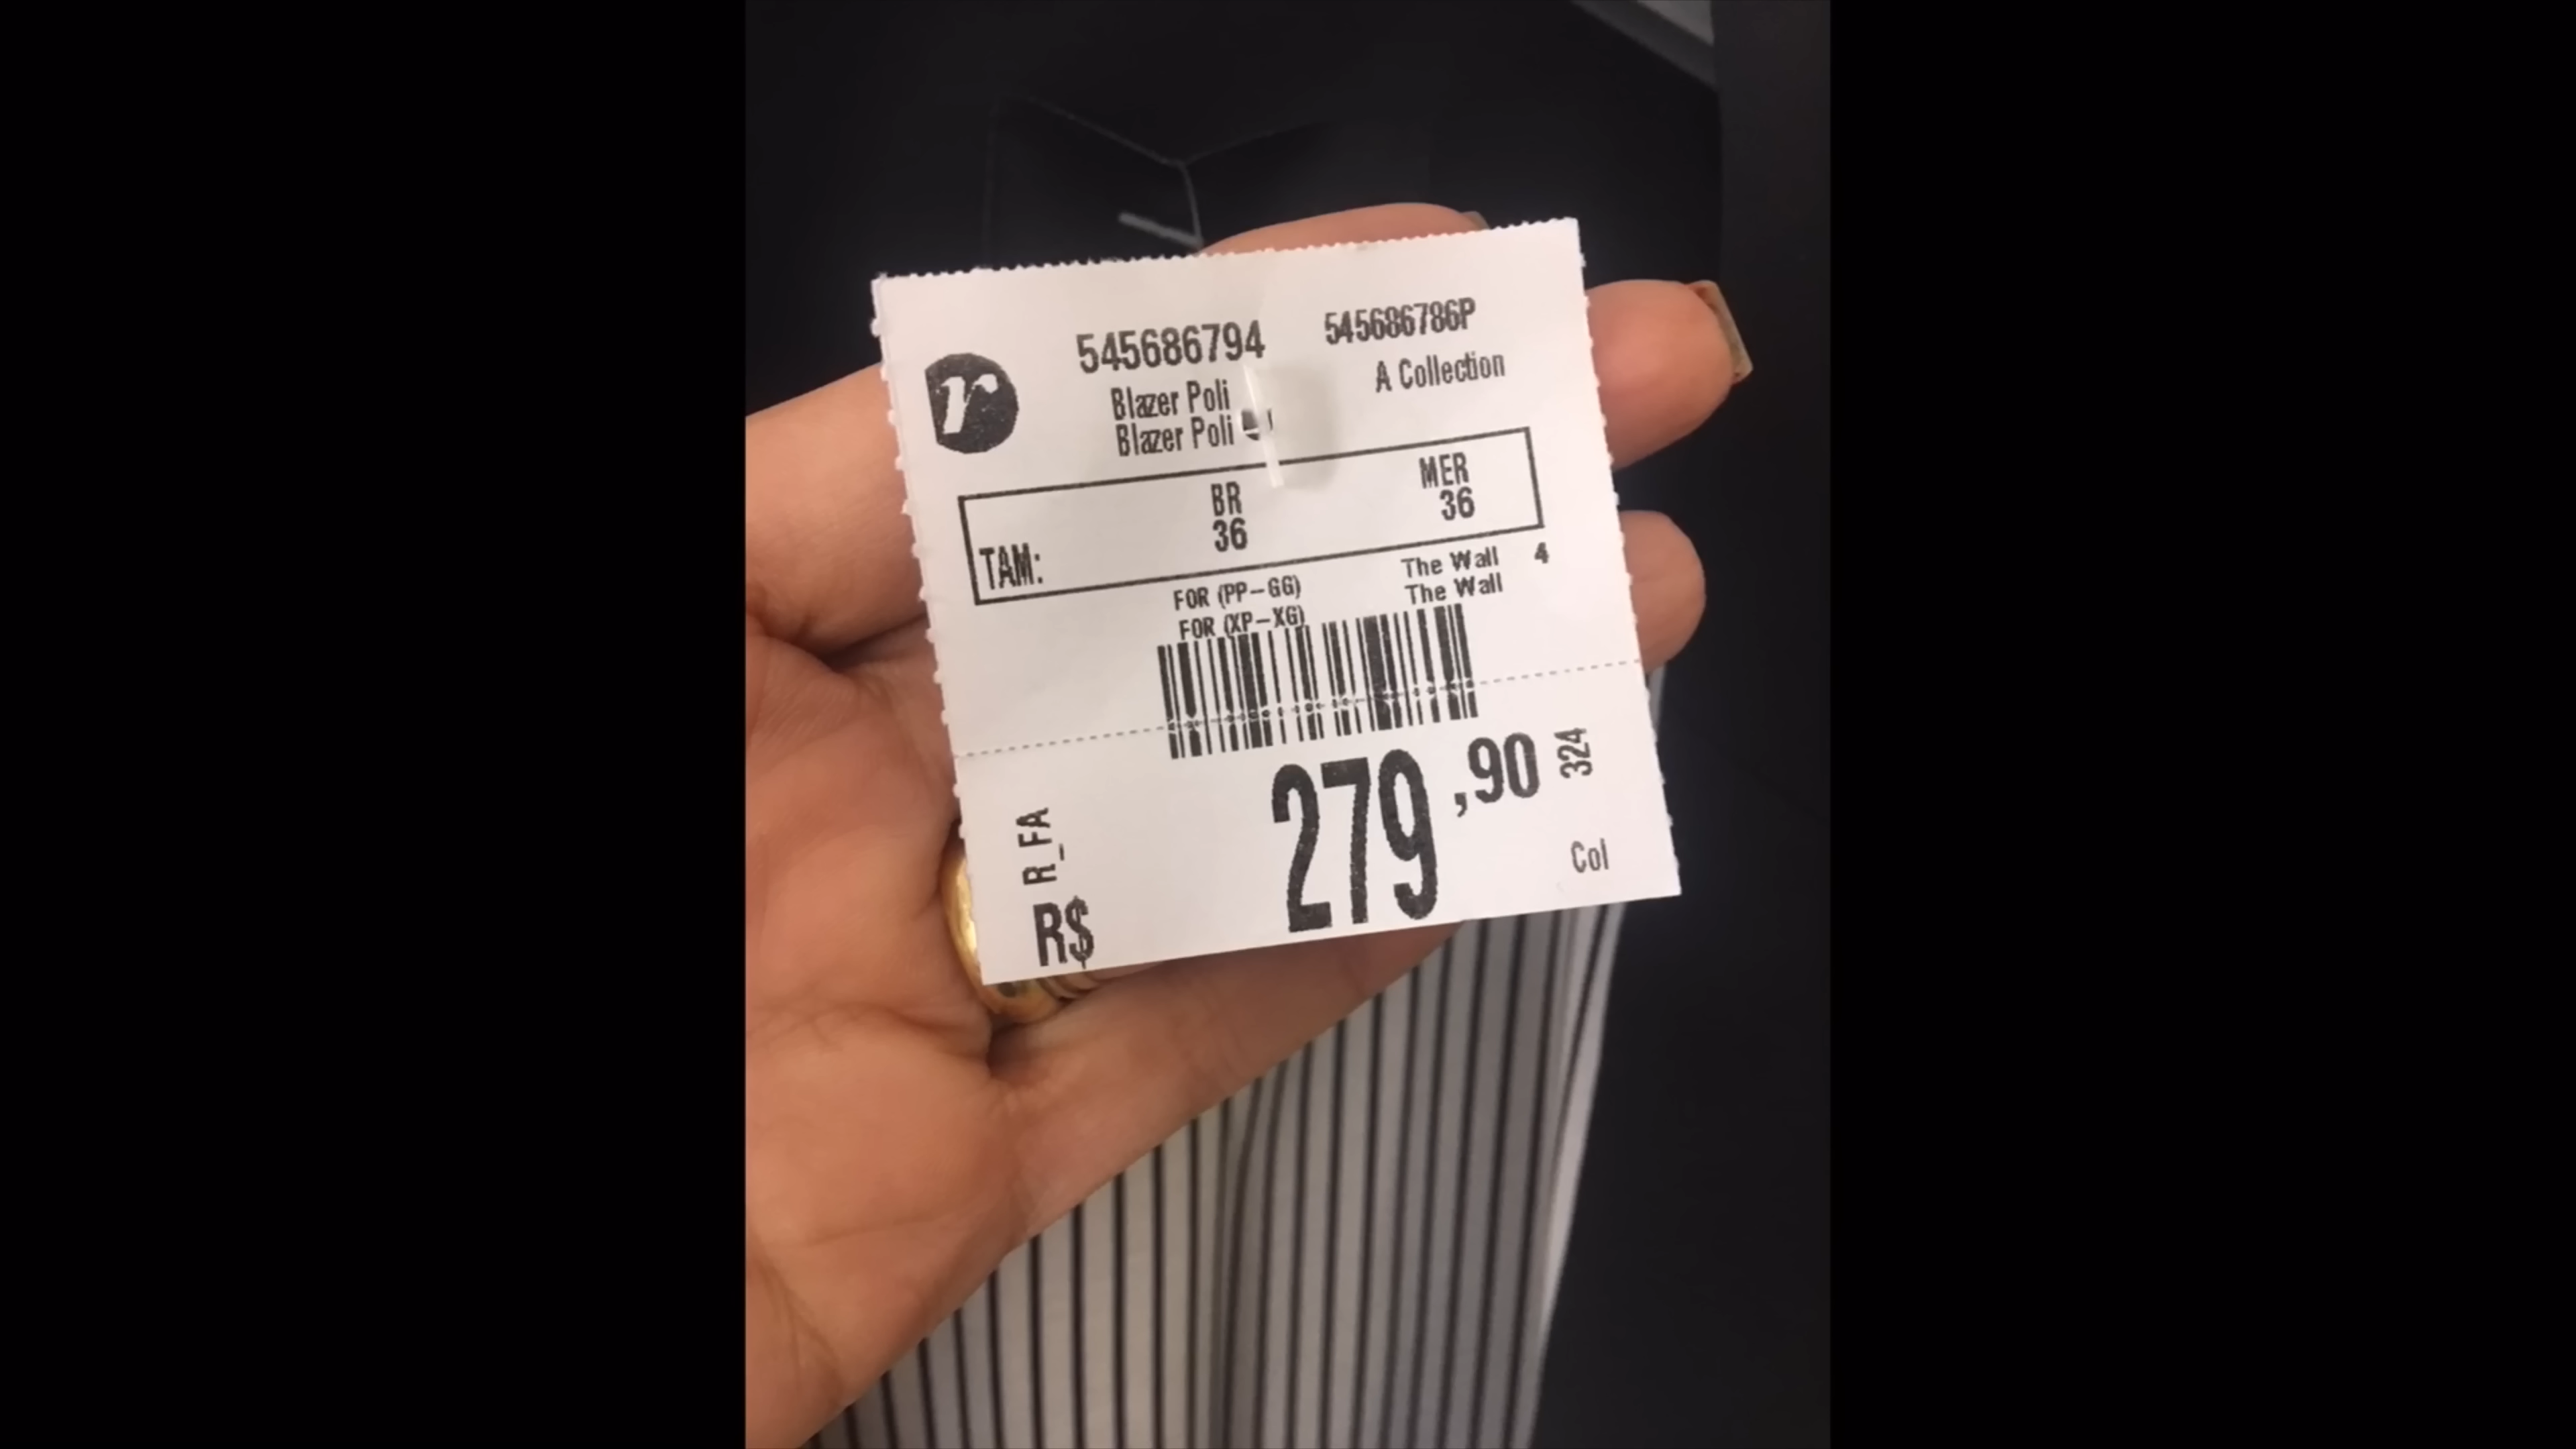 r
545686794 545686786P
Blazer Poli A Collection
Blazer Poli
BR MER
TAM: 36 36
FOR (PP-GG) The Wall 4
FOR (XP-XG) The Wall
R_FA
R$ 279,90 324
Col